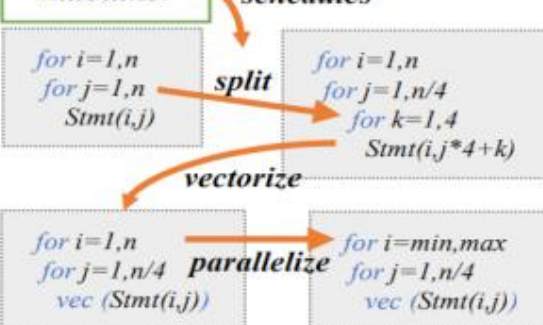 schedules
for i=1,n
for j=1,n
Stmt(i,j)
split
for i=1,n
for j=1,n/4
for k=1,4
Stmt(i,j*4+k)
vectorize
for i=1,n
for j=1,n/4
vec (Stmt(i,j))
parallelize
for i=min,max
for j=1,n/4
vec (Stmt(i,j))